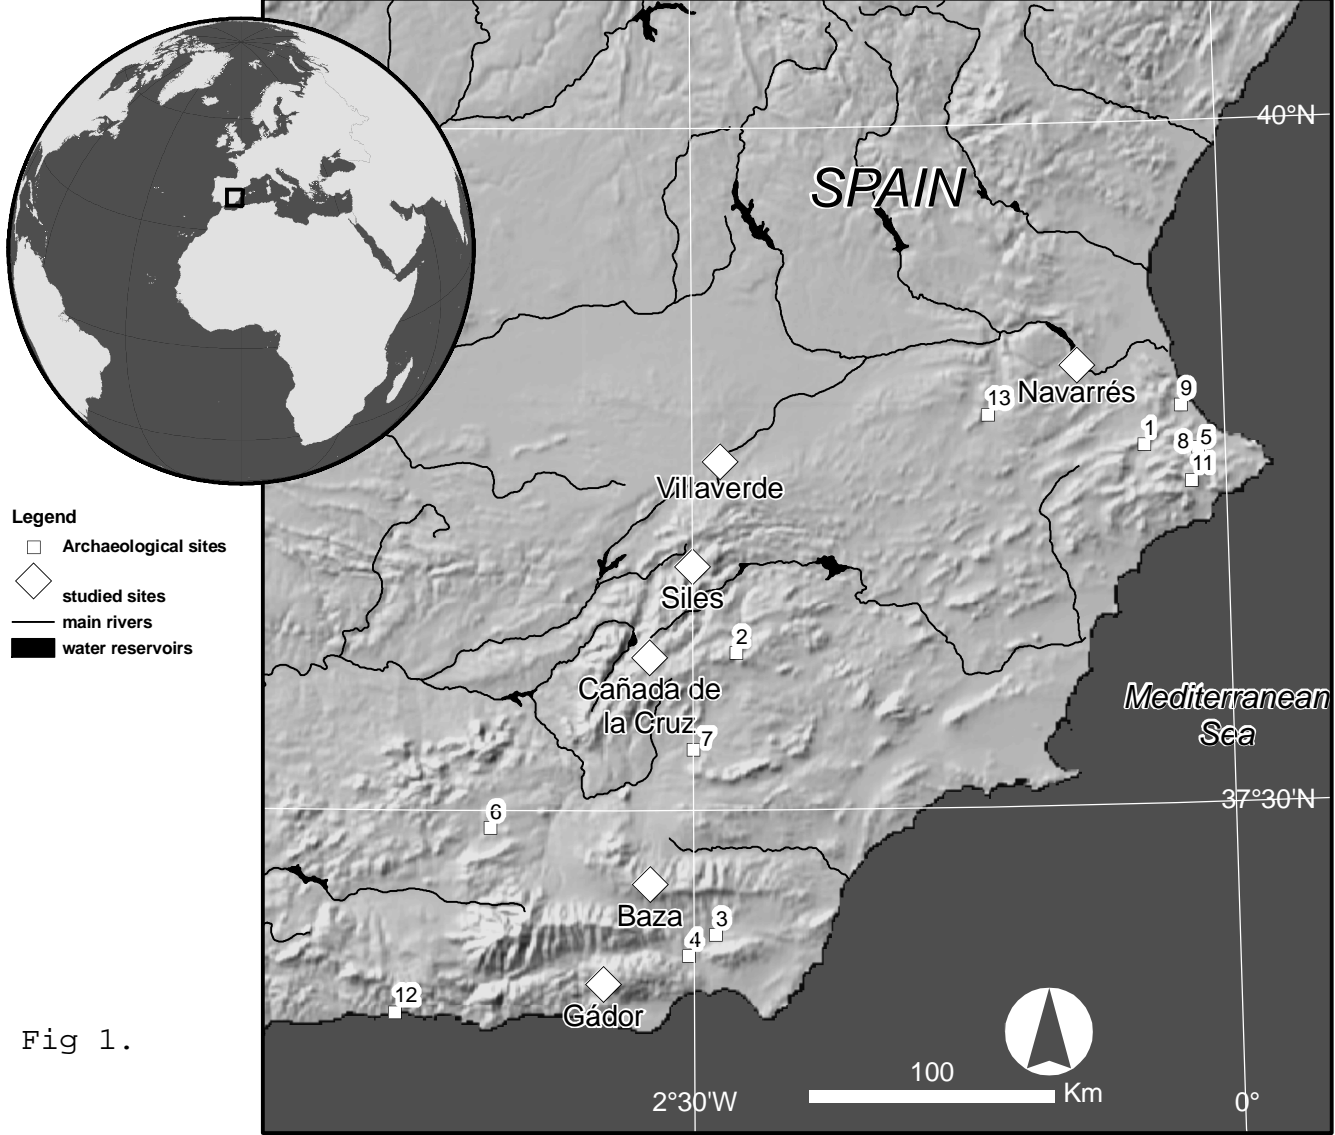 40°N
SPAIN
Navarrés
13
9
1
8
5
11
Villaverde
Legend
Archaeological sites
studied sites
main rivers
water reservoirs
Siles
2
Cañada de
la Cruz
7
Mediterranean
Sea
37°30'N
6
Baza
3
4
12
Gádor
Fig 1.
100
Km
2°30'W
0°